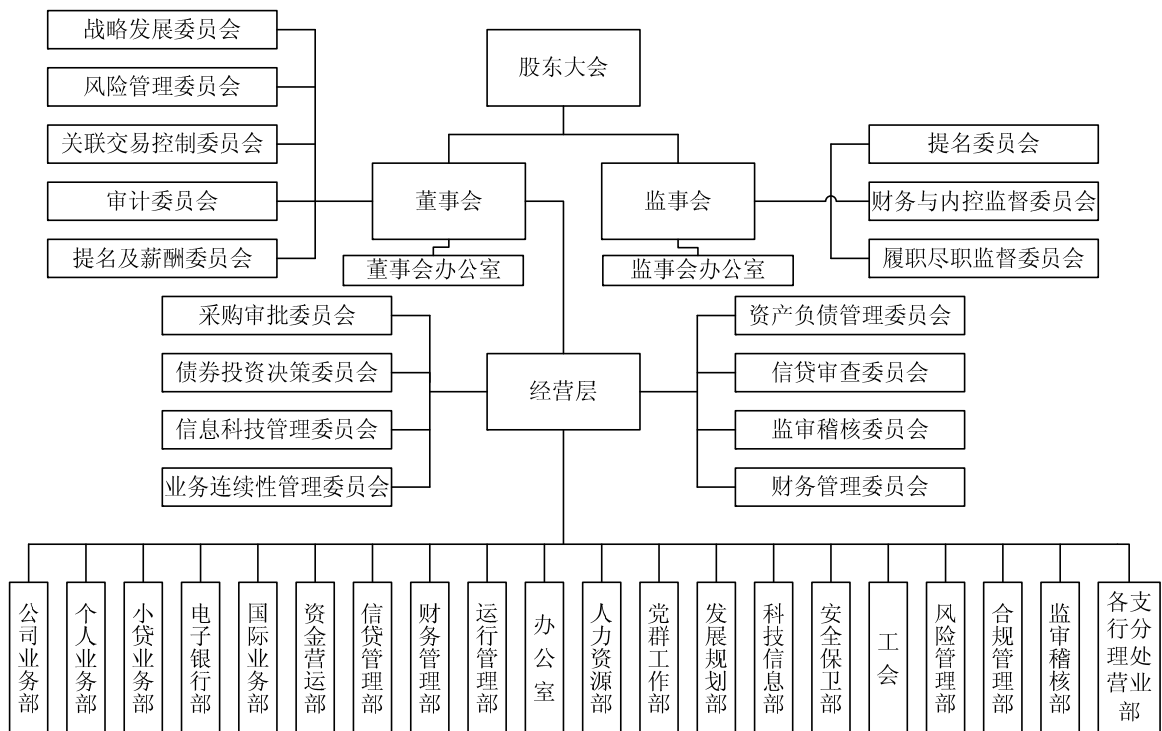 战略发展委员会
风险管理委员会
关联交易控制委员会
审计委员会
提名及薪酬委员会
股东大会
董事会
监事会
董事会办公室
监事会办公室
提名委员会
财务与内控监督委员会
履职尽职监督委员会
采购审批委员会
债券投资决策委员会
信息科技管理委员会
业务连续性管理委员会
经营层
资产负债管理委员会
信贷审查委员会
监审稽核委员会
财务管理委员会
公司业务部
个人业务部
小贷业务部
电子银行部
国际业务部
资金营运部
信贷管理部
财务管理部
运行管理部
办公室
人力资源部
党群工作部
发展规划部
科技信息部
安全保卫部
工会
风险管理部
合规管理部
监审稽核部
各支行分理处营业部